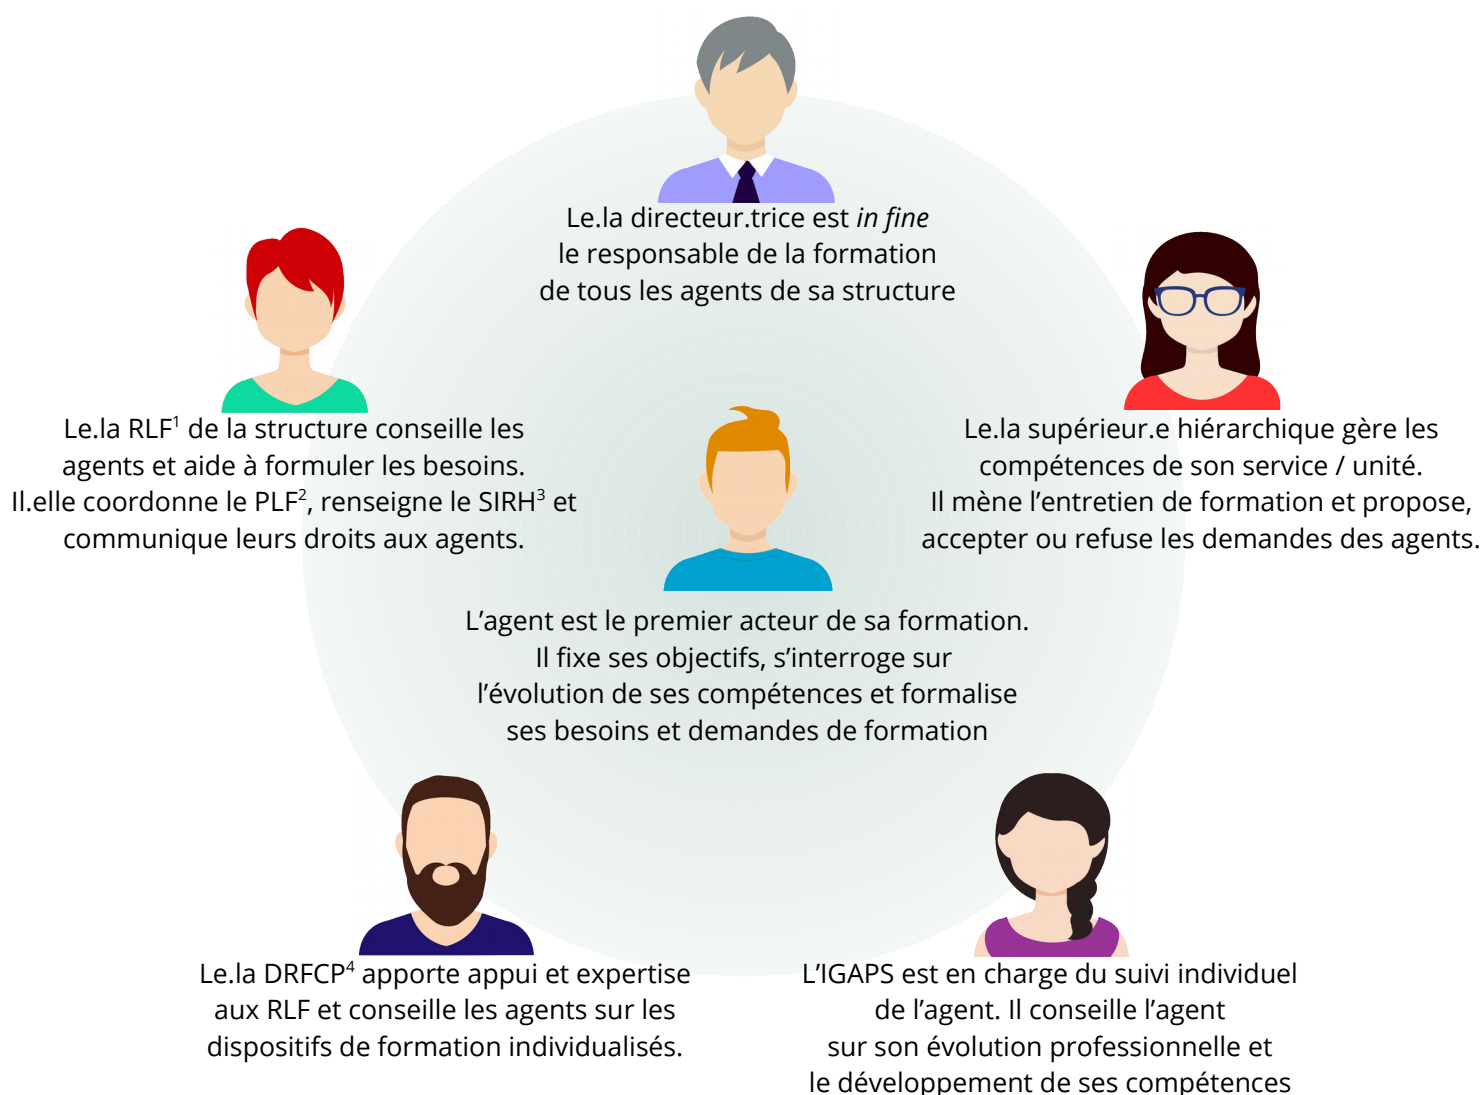 Le.la directeur.trice est in fine
le responsable de la formation
de tous les agents de sa structure
Le.la RLF¹ de la structure conseille les
agents et aide à formuler les besoins.
Il.elle coordonne le PLF², renseigne le SIRH³ et
communique leurs droits aux agents.
Le.la supérieur.e hiérarchique gère les
compétences de son service / unité.
Il mène l’entretien de formation et propose,
accepter ou refuse les demandes des agents.
L’agent est le premier acteur de sa formation.
Il fixe ses objectifs, s’interroge sur
l’évolution de ses compétences et formalise
ses besoins et demandes de formation
Le.la DRFCP⁴ apporte appui et expertise
aux RLF et conseille les agents sur les
dispositifs de formation individualisés.
L’IGAPS est en charge du suivi individuel
de l’agent. Il conseille l’agent
sur son évolution professionnelle et
le développement de ses compétences